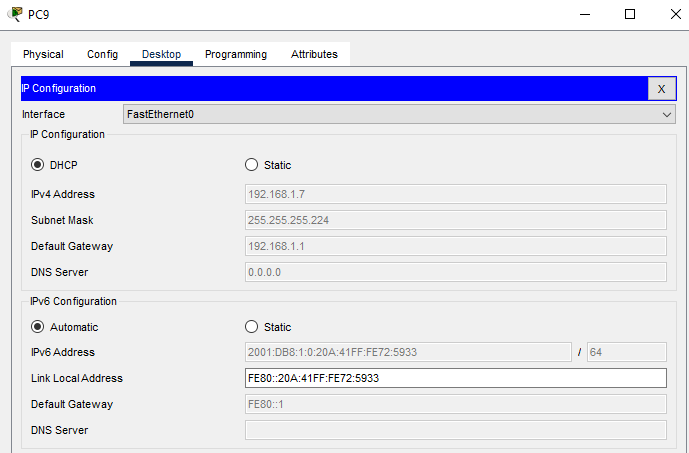 PC9
Physical Config Desktop Programming Attributes
IP Configuration X
Interface FastEthernet0
IP Configuration
DHCP Static
IPv4 Address 192.168.1.7
Subnet Mask 255.255.255.224
Default Gateway 192.168.1.1
DNS Server 0.0.0.0
IPv6 Configuration
Automatic Static
IPv6 Address 2001:DB8:1:0:20A:41FF:FE72:5933 / 64
Link Local Address FE80::20A:41FF:FE72:5933
Default Gateway FE80::1
DNS Server